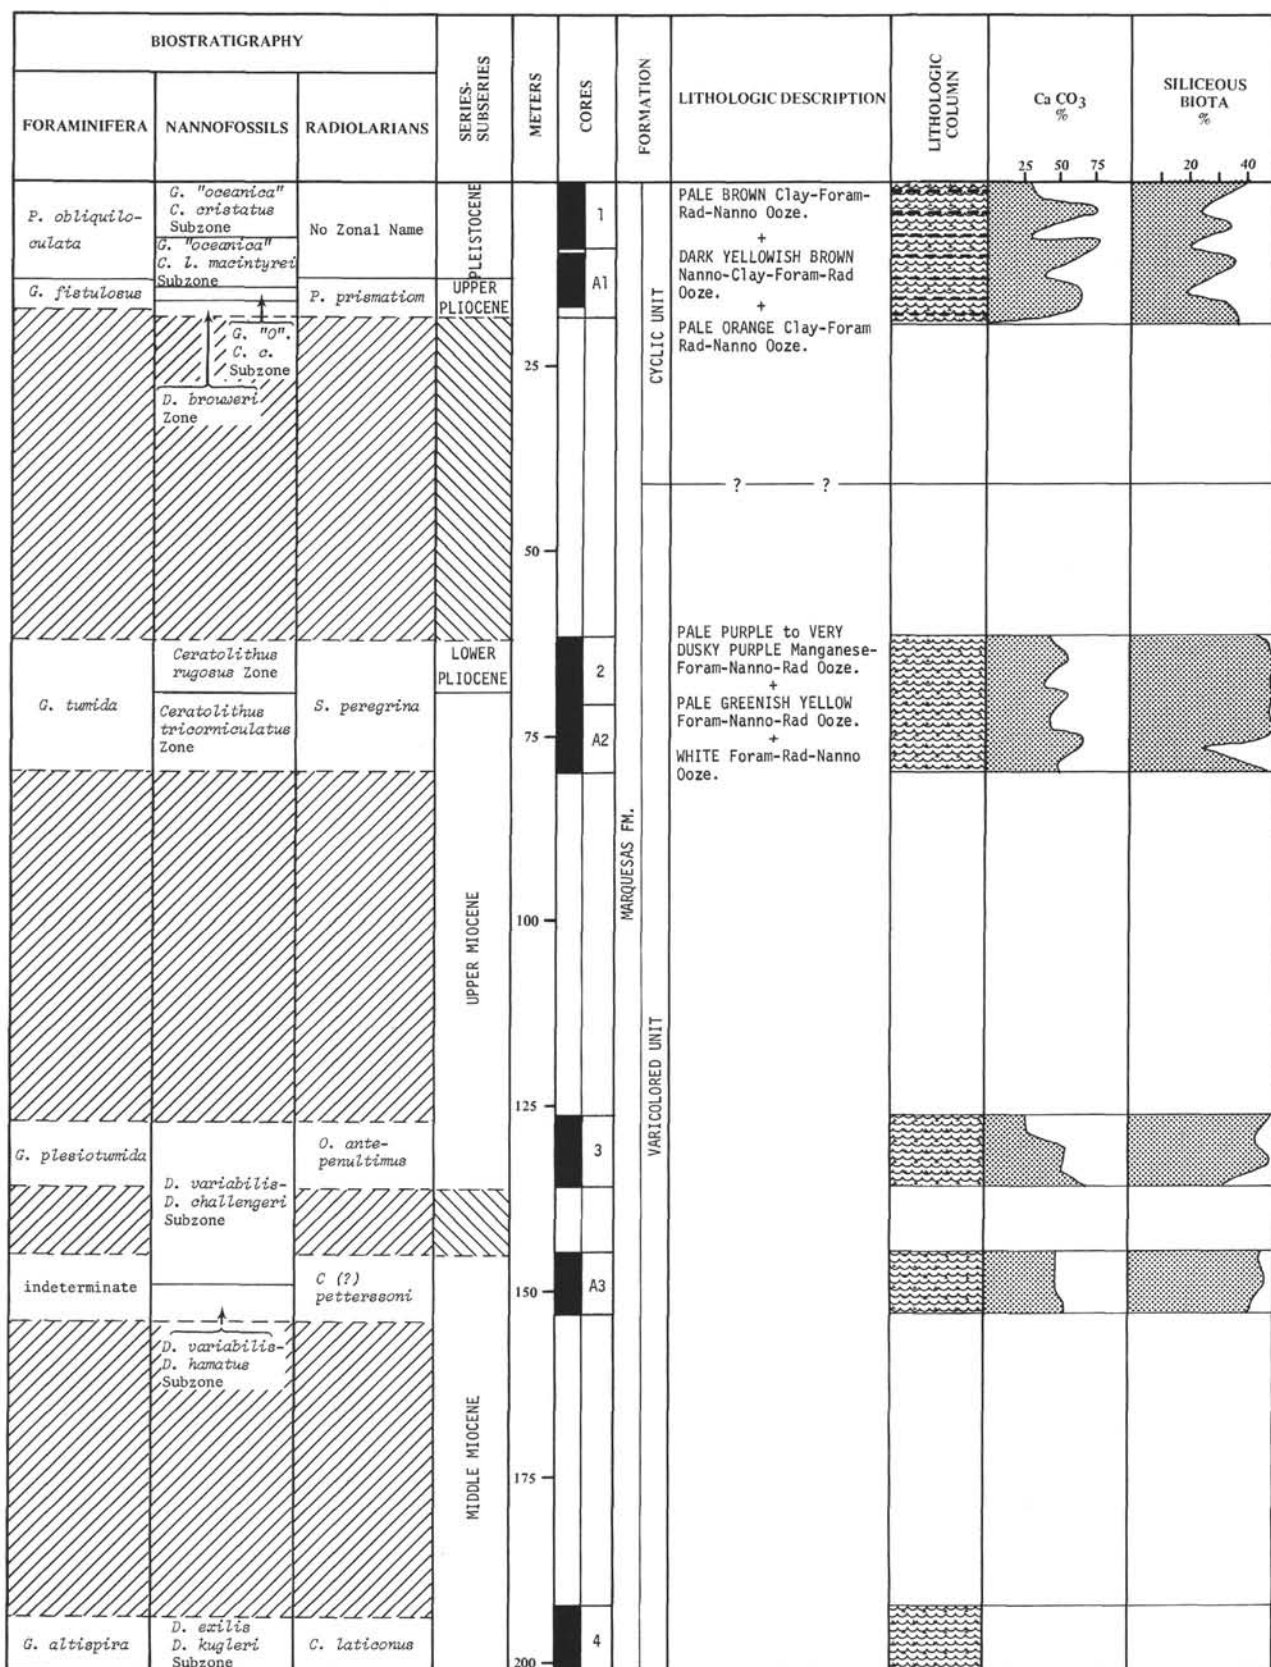 BIOSTRATIGRAPHY
FORAMINIFERA
NANNOFOSSILS
RADIOLARIANS
SERIES-
SUBSERIES
METERS
CORES
FORMATION
LITHOLOGIC DESCRIPTION
LITHOLOGIC
COLUMN
Ca CO3
%
25 50 75
SILICEOUS
BIOTA
%
20 40
P. obliquilo-
culata
G. fistulosus
G. "oceanica"
C. cristatus
Subzone
G. "oceanica"
C. l. macintyrei
Subzone
G. "O".
C. c.
Subzone
D. brouweri
Zone
No Zonal Name
P. prismatiom
PLEISTOCENE
UPPER
PLIOCENE
25
1
A1
CYCLIC UNIT
PALE BROWN Clay-Foram-
Rad-Nanno Ooze.
+
DARK YELLOWISH BROWN
Nanno-Clay-Foram-Rad
Ooze.
+
PALE ORANGE Clay-Foram
Rad-Nanno Ooze.
? ?
50
G. tumida
Ceratolithus
rugosus Zone
Ceratolithus
tricorniculatus
Zone
S. peregrina
LOWER
PLIOCENE
75
2
A2
PALE PURPLE to VERY
DUSKY PURPLE Manganese-
Foram-Nanno-Rad Ooze.
+
PALE GREENISH YELLOW
Foram-Nanno-Rad Ooze.
+
WHITE Foram-Rad-Nanno
Ooze.
UPPER MIOCENE
100
MARQUESAS FM.
VARICOLORED UNIT
125
G. plesiotumida
D. variabilis-
D. challengeri
Subzone
O. ante-
penultimus
3
indeterminate
C (?)
petterssoni
150
A3
D. variabilis-
D. hamatus
Subzone
MIDDLE MIOCENE
175
G. altispira
D. exilis
D. kugleri
Subzone
C. laticonus
200
4